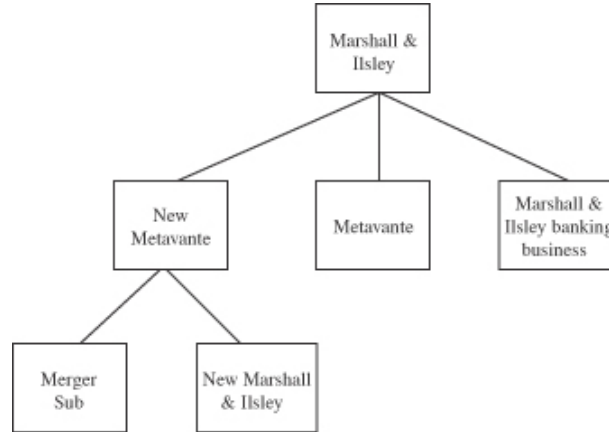 Marshall &
Ilsley
New
Metavante
Metavante
Marshall &
Ilsley banking
business
Merger
Sub
New Marshall
& Ilsley